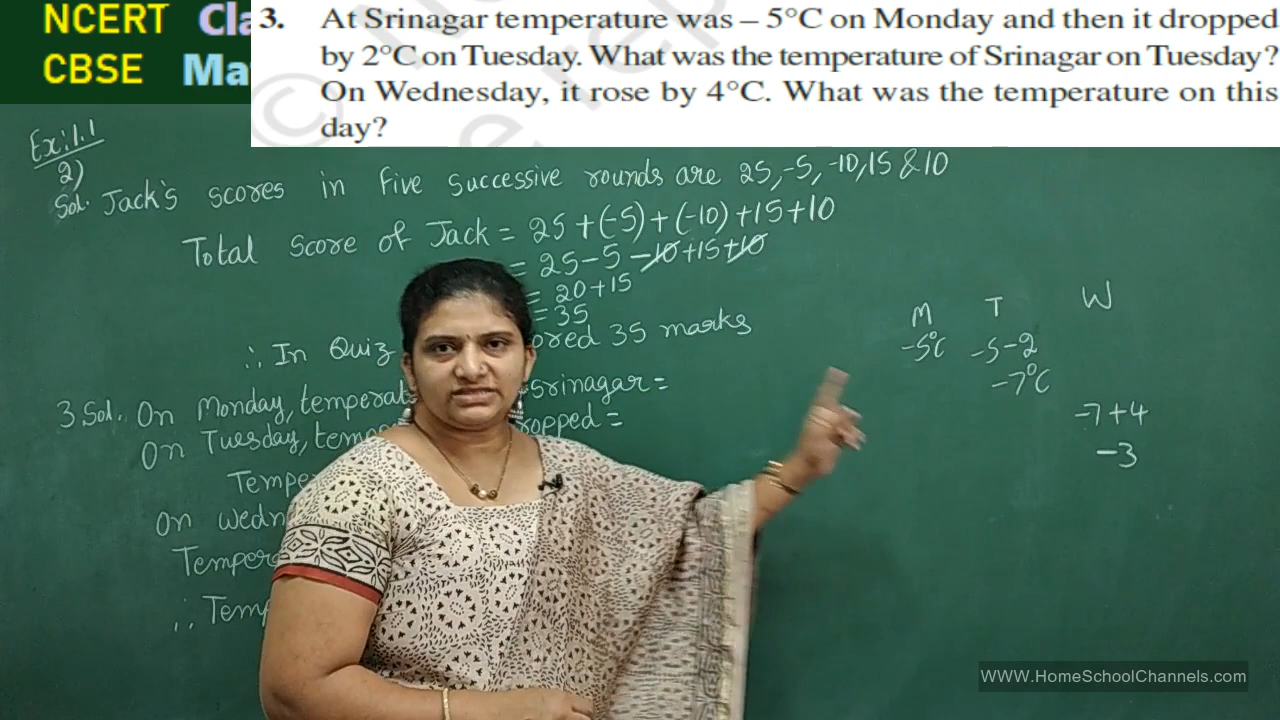 NCERT Cla
CBSE Ma
3. At Srinagar temperature was – 5°C on Monday and then it dropped
by 2°C on Tuesday. What was the temperature of Srinagar on Tuesday?
On Wednesday, it rose by 4°C. What was the temperature on this
day?
Ex:1.1
2)
Sol. Jack's scores in five successive rounds are 25,-5,-10,15 & 10
Total Score of Jack = 25+(-5)+(-10)+15+10
= 25-5-10+15+10
= 20+15
= 35
∴ In Quiz ored 35 marks
3 Sol.. On Monday, temperat Srinagar =
On Tuesday, temp ropped =
Tempe
On wedn
Tempera
∴ Temp
M T W
-5°C -5-2
-7°C
-7+4
-3
WWW.HomeSchoolChannels.com